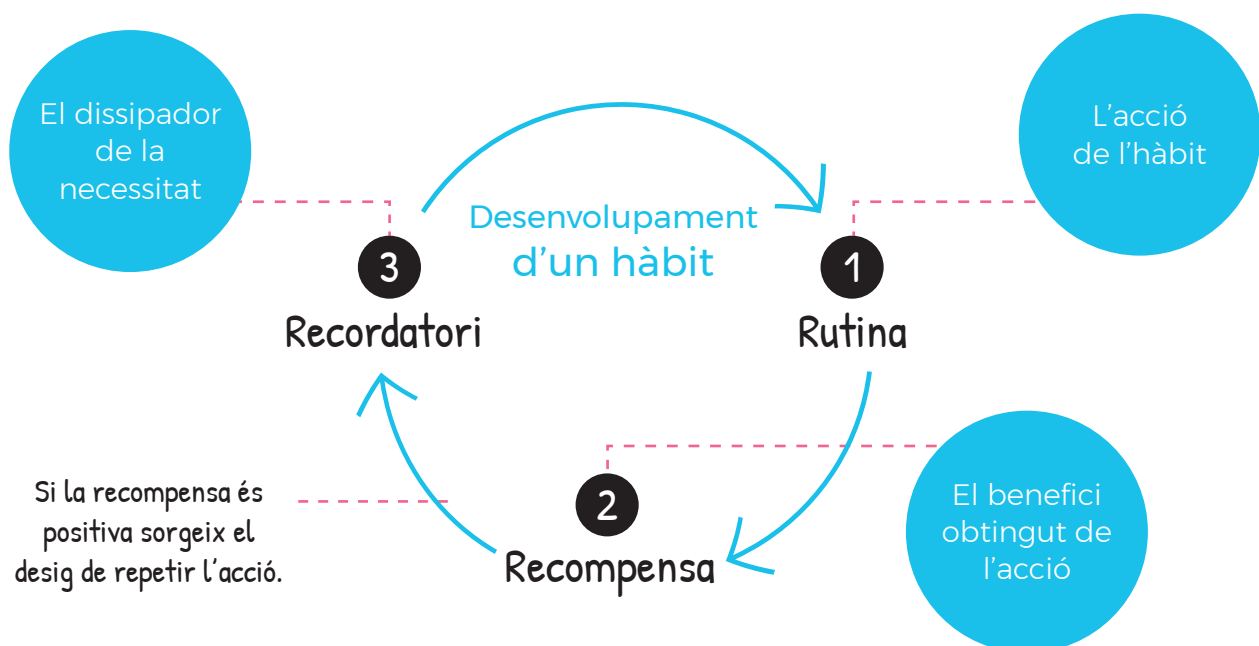 El dissipador
de la
necessitat
L'acció
de l'hàbit
Desenvolupament
d'un hàbit
3
Recordatori
1
Rutina
Si la recompensa és
positiva sorgeix el
desig de repetir l'acció.
2
Recompensa
El benefici
obtingut de
l'acció